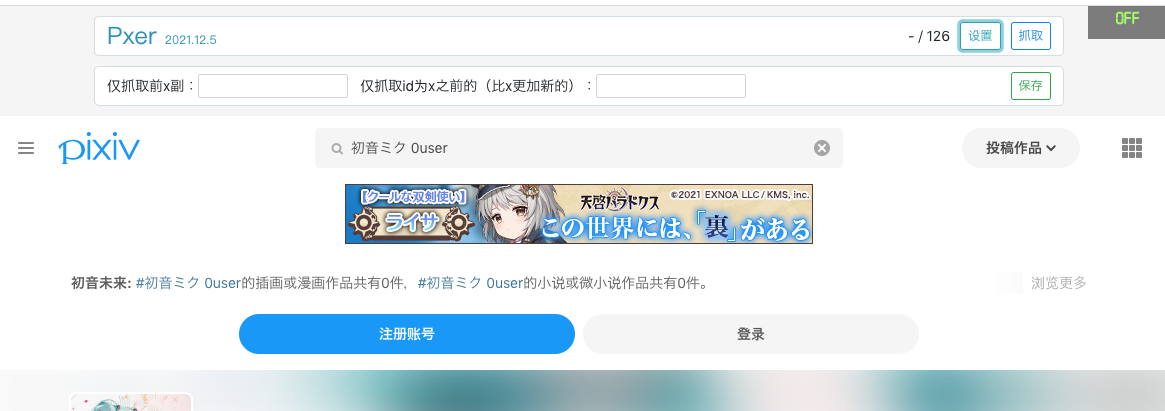 OFF
Pxer 2021.12.5 - / 126 设置 抓取
仅抓取前x副： 仅抓取id为x之前的（比x更加新的）： 保存
pixiv 初音ミク 0user 投稿作品
【クールな双剣使い】 天啓パラドクス ©2021 EXNOA LLC/KMS, inc.
ライサ この世界には、「裏」がある
初音未来: #初音ミク 0user的插画或漫画作品共有0件, #初音ミク 0user的小说或微小说作品共有0件。 浏览更多
注册账号 登录